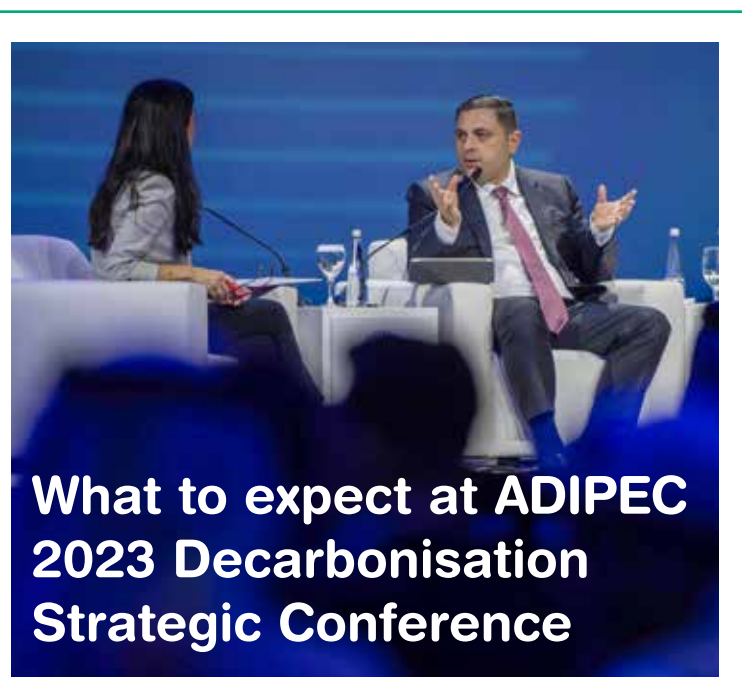 What to expect at ADIPEC
2023 Decarbonisation
Strategic Conference